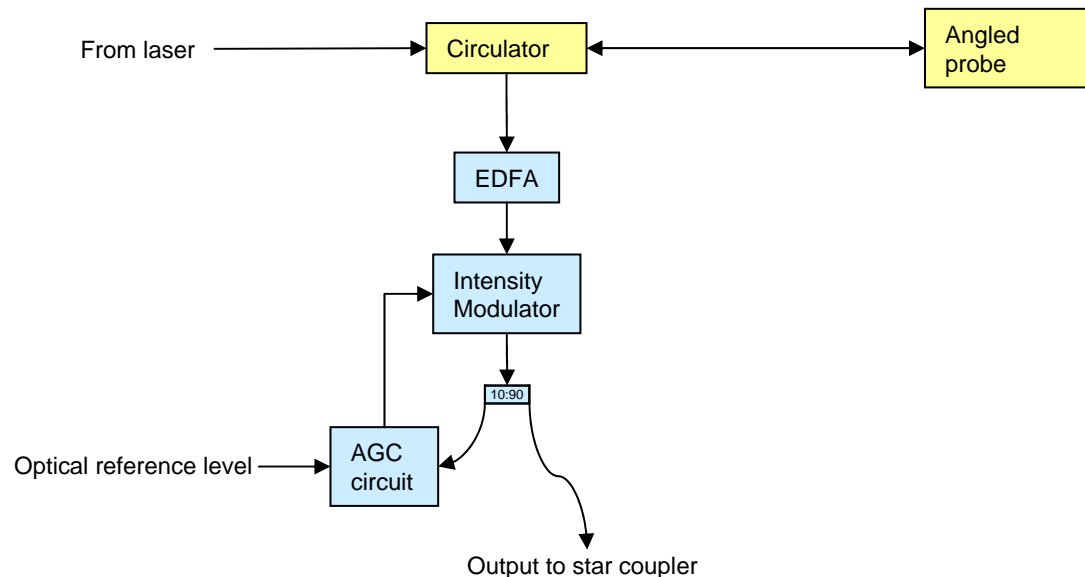 From laser
Circulator
Angled
probe
EDFA
Intensity
Modulator
10:90
Optical reference level
AGC
circuit
Output to star coupler